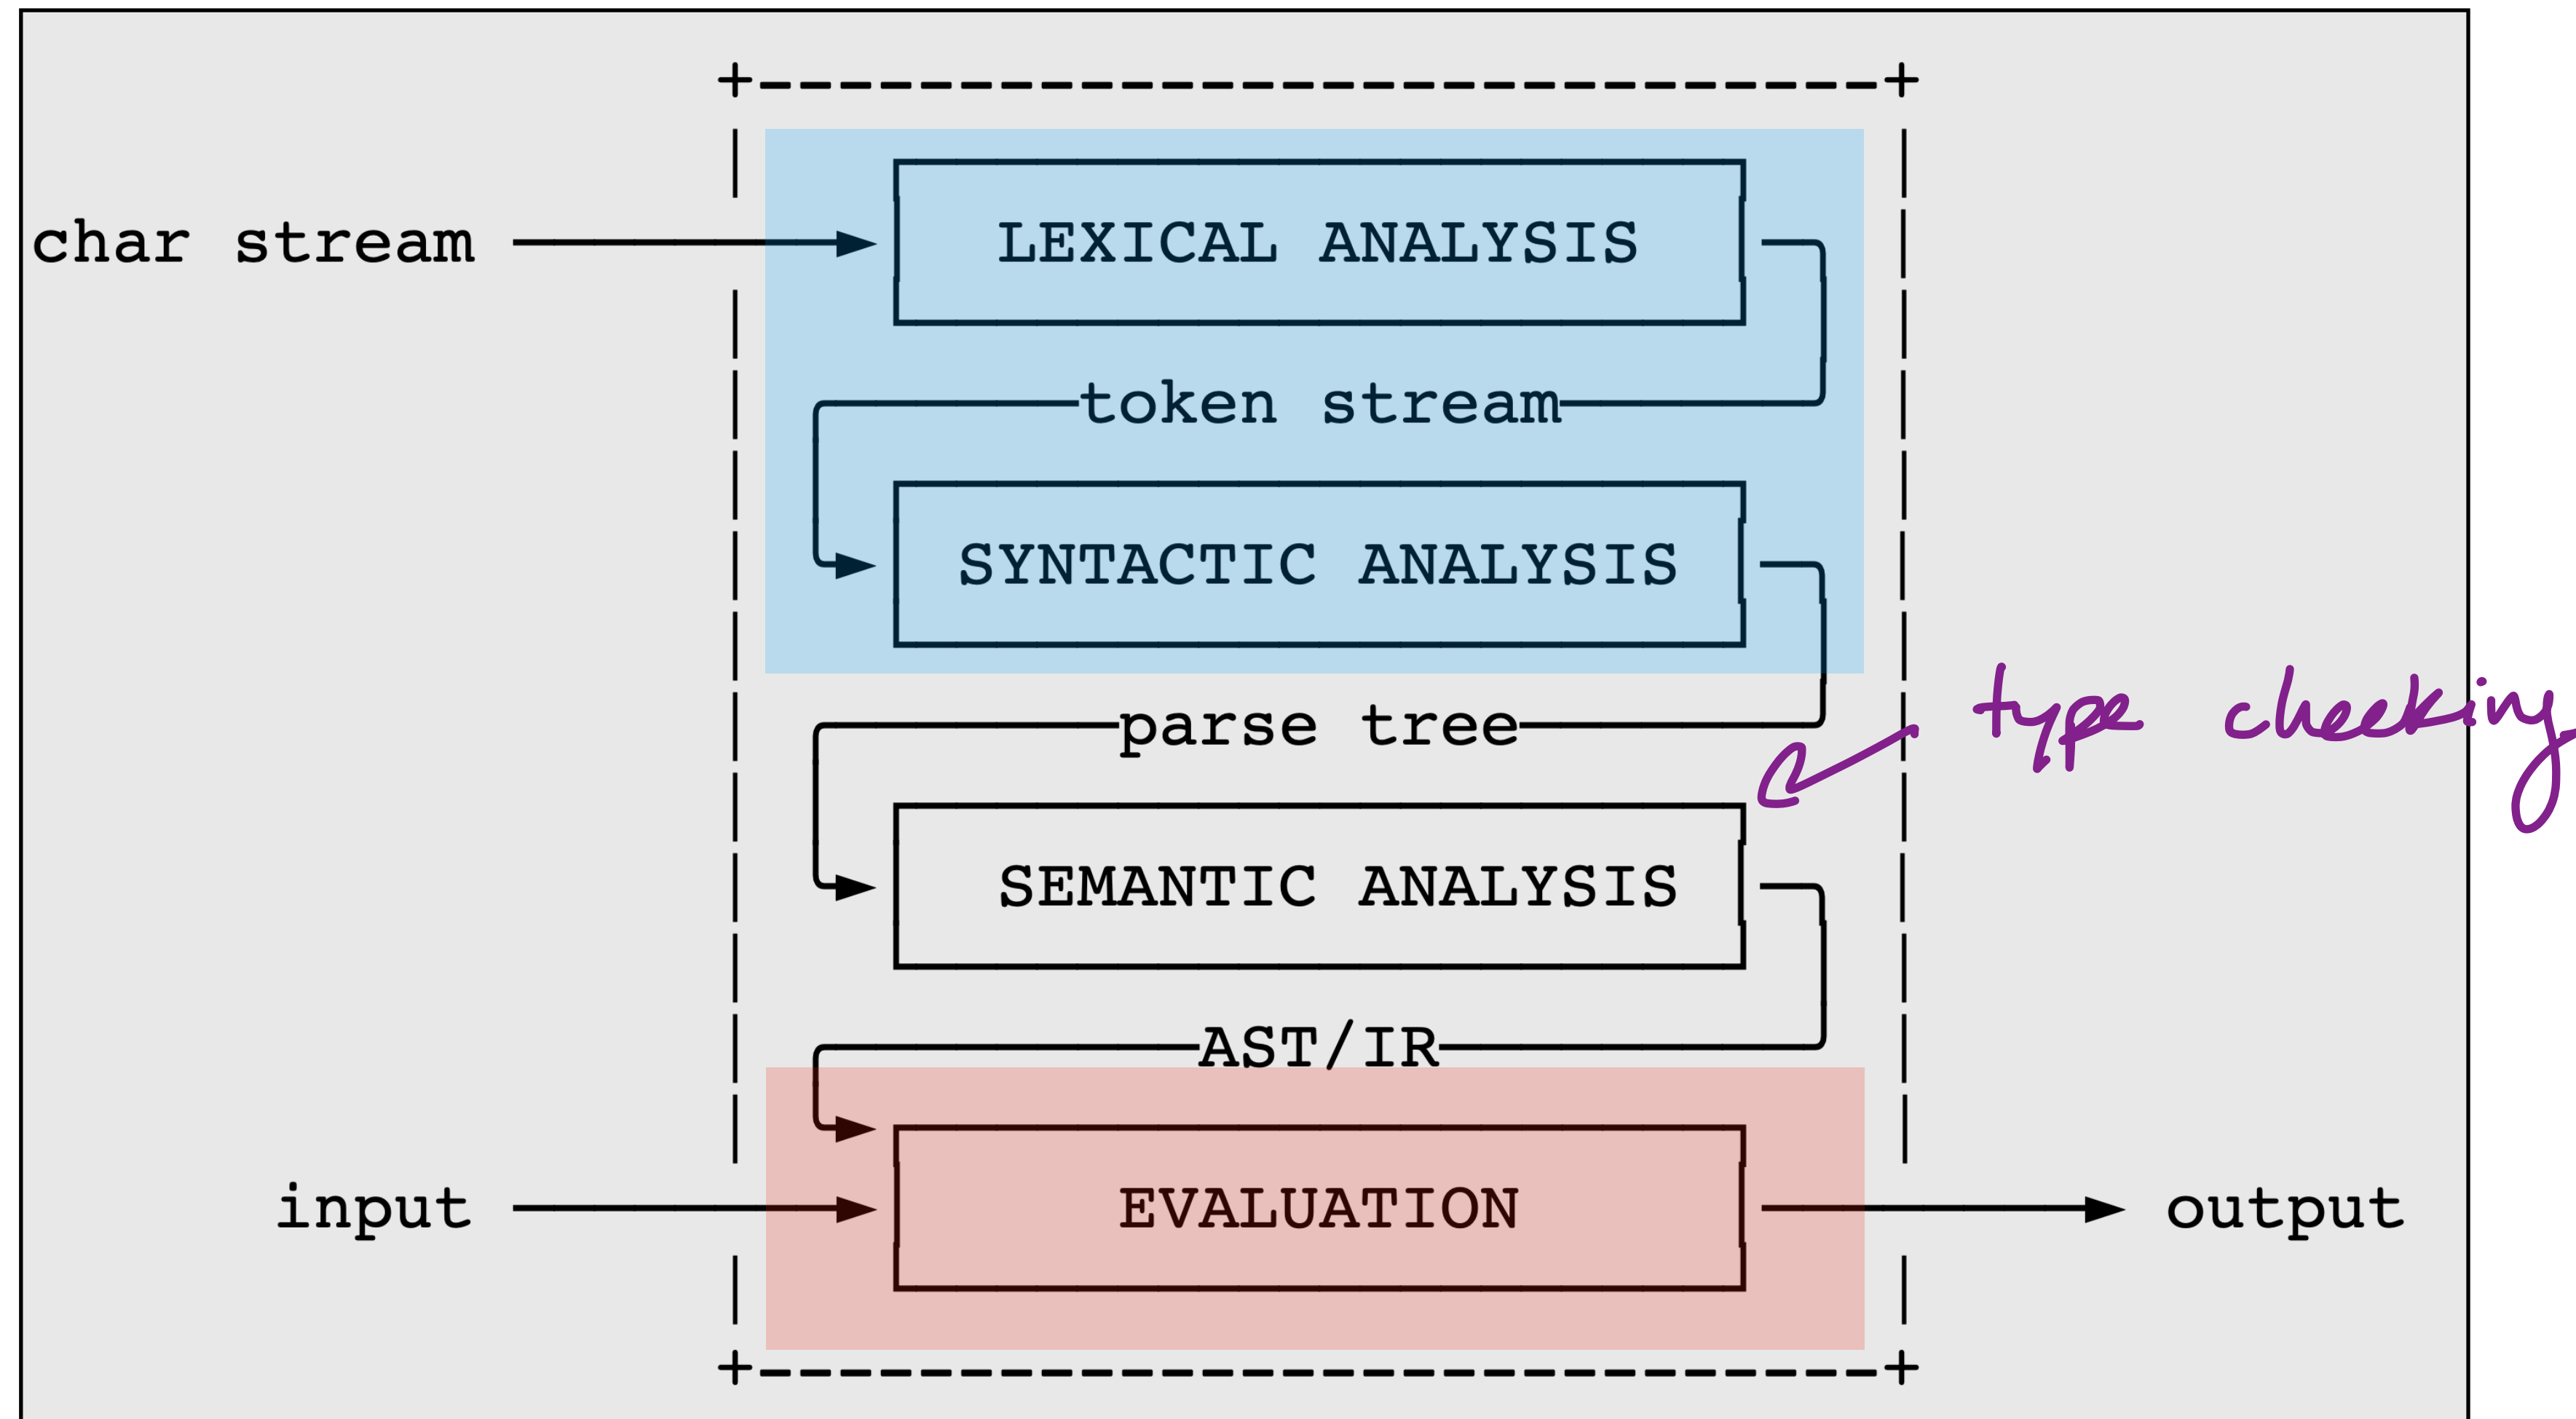 char stream
LEXICAL ANALYSIS
token stream
SYNTACTIC ANALYSIS
parse tree
type checking
SEMANTIC ANALYSIS
AST/IR
input
EVALUATION
output